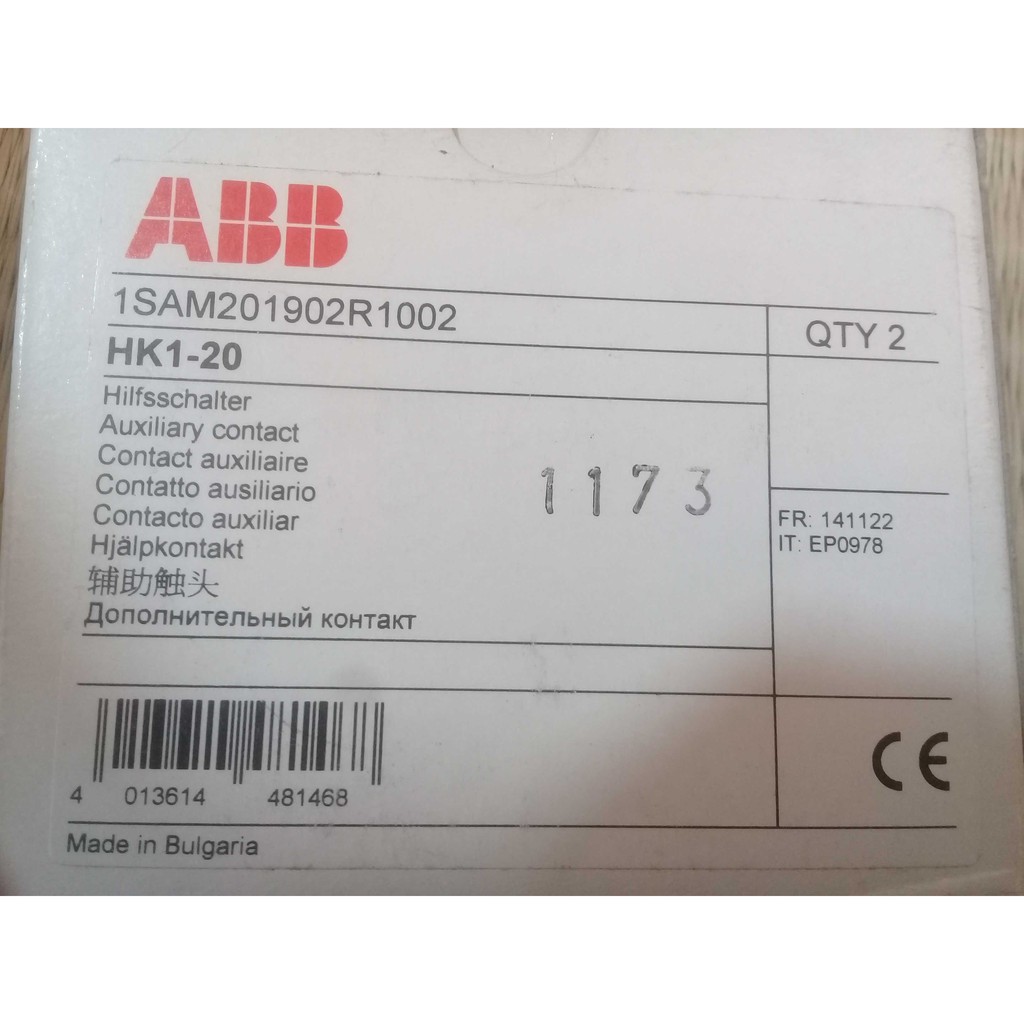 ABB
1SAM201902R1002
QTY 2
HK1-20
Hilfsschalter
Auxiliary contact
Contact auxiliaire
Contatto ausiliario
Contacto auxiliar
Hjälpkontakt
辅助触头
Дополнительный контакт
1173
FR: 141122
IT: EP0978
4 013614 481468
CE
Made in Bulgaria